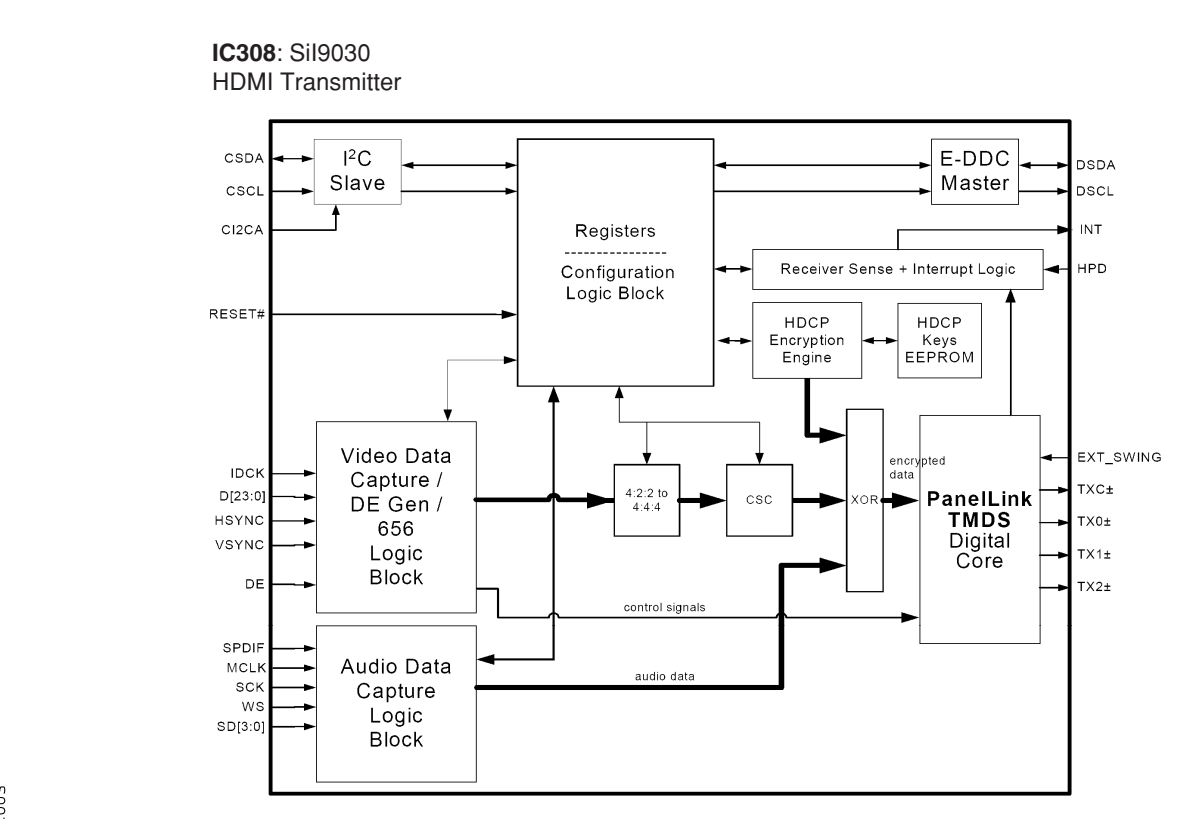 IC308: SiI9030
HDMI Transmitter
CSDA
CSCL
CI2CA
RESET#
I²C
Slave
Registers
Configuration
Logic Block
E-DDC
Master
DSDA
DSCL
INT
HPD
Receiver Sense + Interrupt Logic
HDCP
Encryption
Engine
HDCP
Keys
EEPROM
IDCK
D[23:0]
HSYNC
VSYNC
DE
Video Data
Capture /
DE Gen /
656
Logic
Block
4:2:2 to
4:4:4
CSC
XOR
encrypted
data
PanelLink
TMDS
Digital
Core
EXT_SWING
TXC±
TX0±
TX1±
TX2±
control signals
SPDIF
MCLK
SCK
WS
SD[3:0]
Audio Data
Capture
Logic
Block
audio data